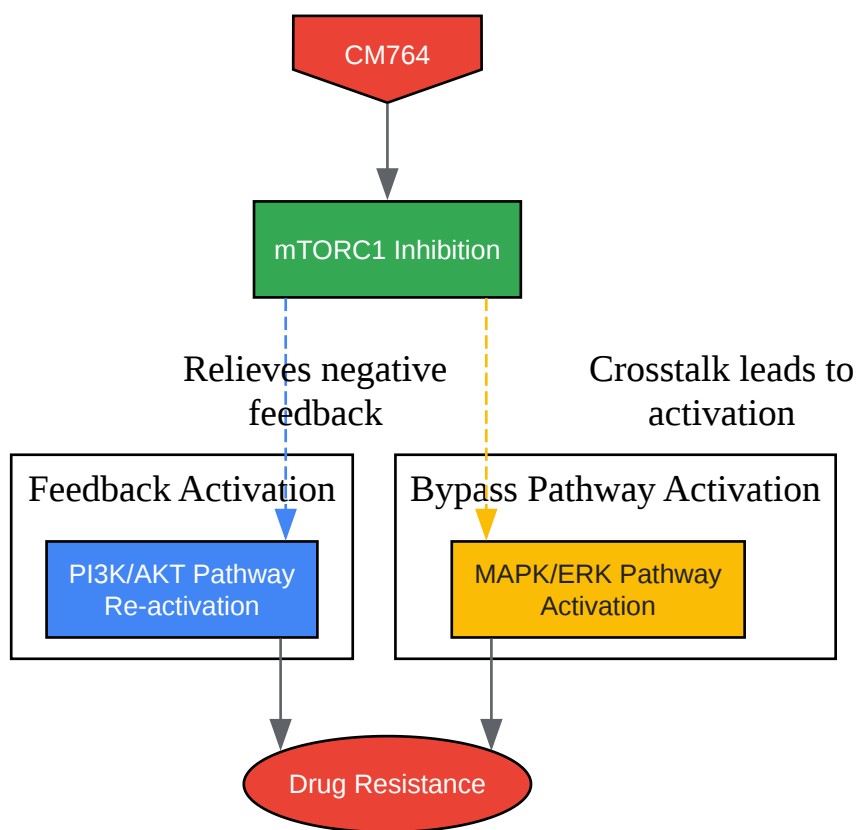 CM764
mTORC1 Inhibition
Relieves negative
feedback
Crosstalk leads to
activation
Feedback Activation
Bypass Pathway Activation
PI3K/AKT Pathway
Re-activation
MAPK/ERK Pathway
Activation
Drug Resistance